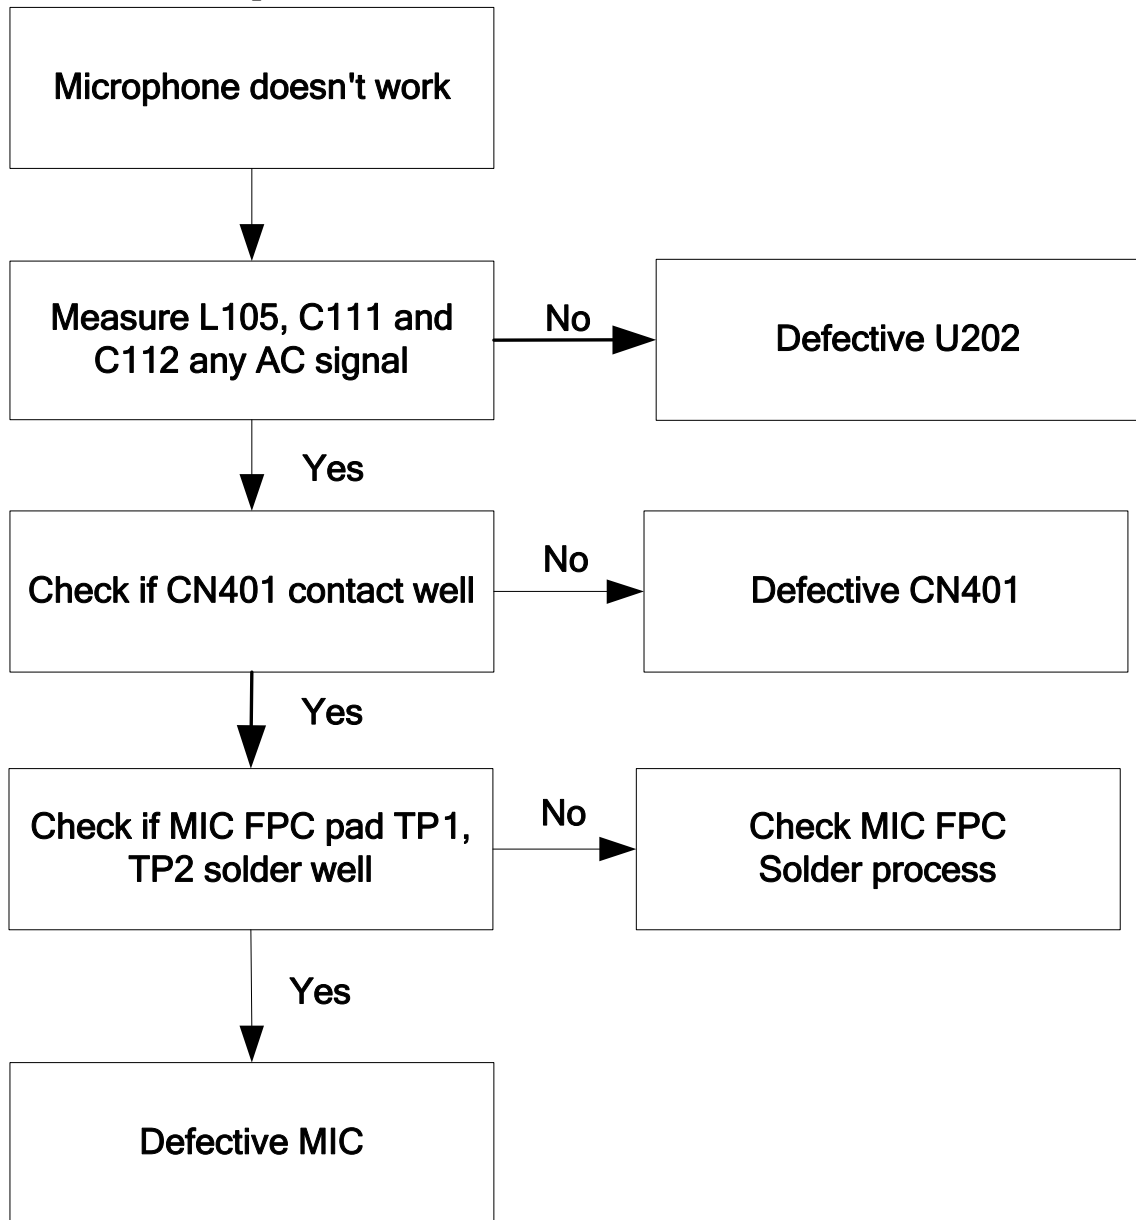 Microphone doesn't work
Measure L105, C111 and
C112 any AC signal
No
Defective U202
Yes
Check if CN401 contact well
No
Defective CN401
Yes
Check if MIC FPC pad TP1,
TP2 solder well
No
Check MIC FPC
Solder process
Yes
Defective MIC